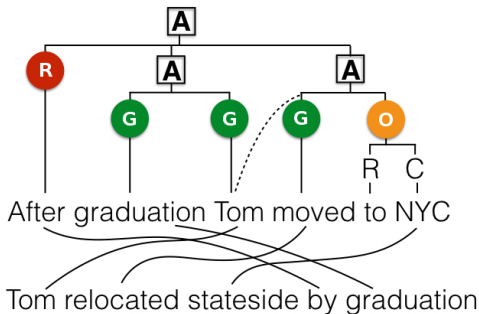 A
R A A
G G G O
R C
After graduation Tom moved to NYC
Tom relocated stateside by graduation